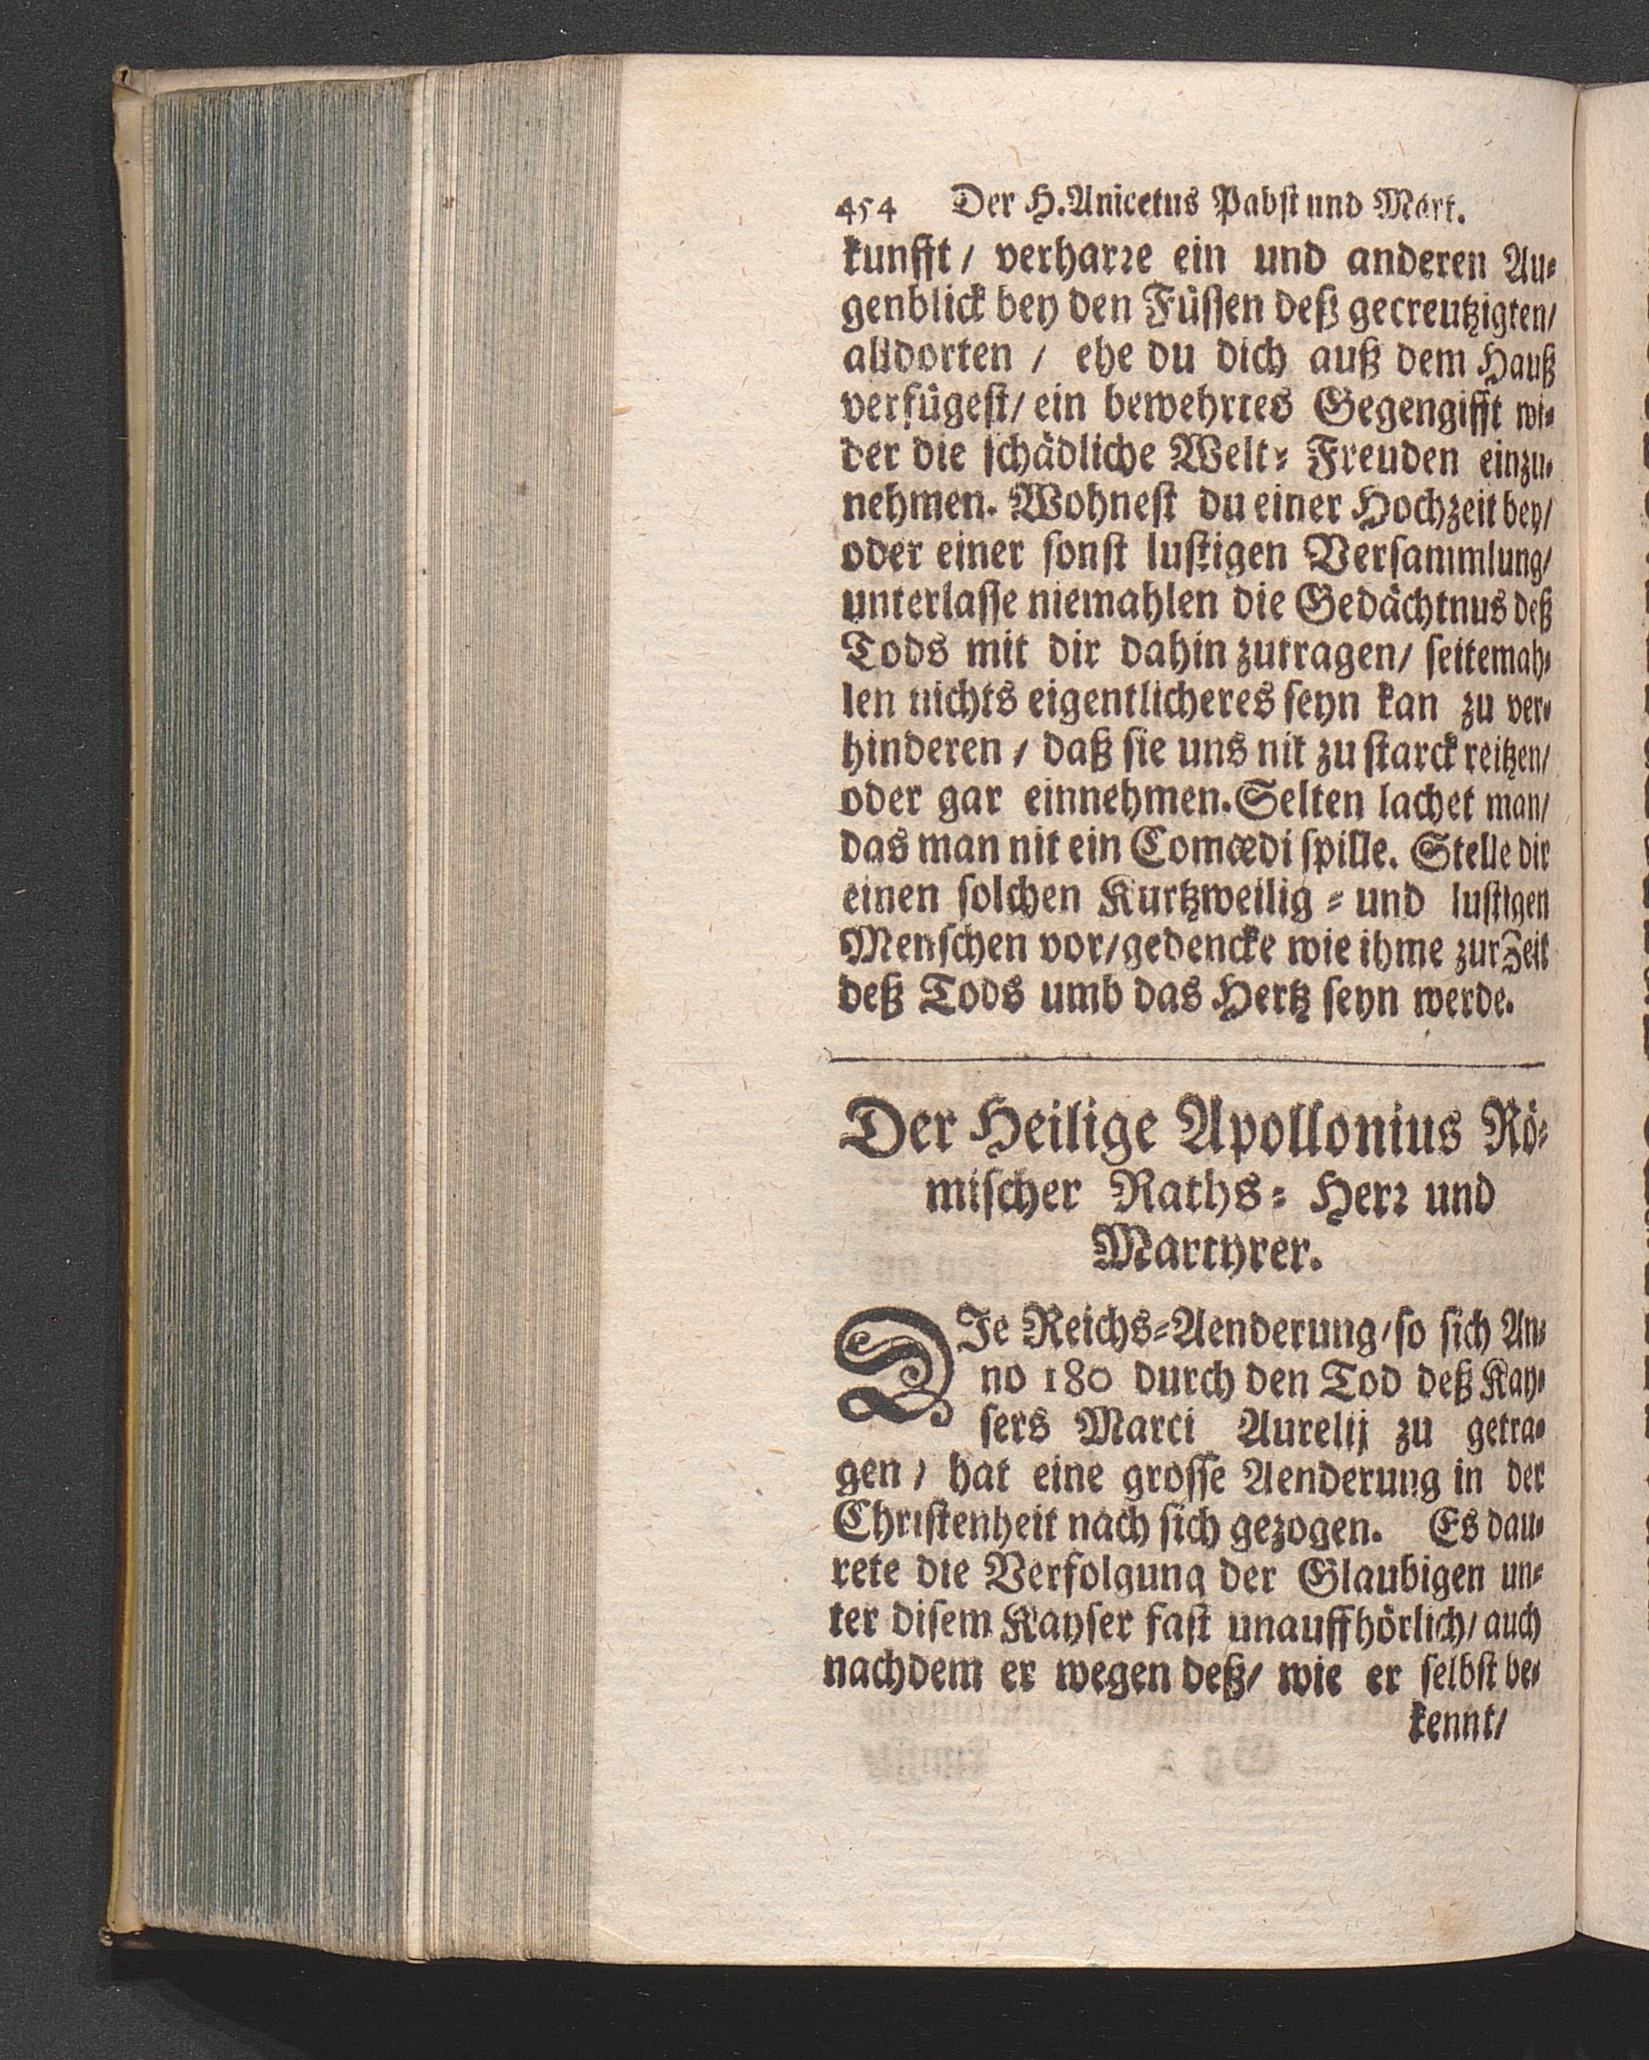 454 Der H. Anicetus Pabst und Märt.
kunfft / verharre ein und anderen Au-
genblick bey den Füssen deß gecreutzigten/
alldorten / ehe du dich auß dem Hauß
verfügest/ ein bewehrtes Gegengifft wi-
der die schädliche Welt- Freuden einzu-
nehmen. Wohnest du einer Hochzeit bey/
oder einer sonst lustigen Versammlung/
unterlasse niemahlen die Gedächtnus deß
Tods mit dir dahin zutragen/ seitemah-
len nichts eigentlicheres seyn kan zu ver-
hinderen / daß sie uns nit zu starck reitzen/
oder gar einnehmen. Selten lachet man/
das man nit ein Comœdi spille. Stelle dir
einen solchen Kurtzweilig - und lustigen
Menschen vor/gedencke wie ihme zur Zeit
deß Tods umb das Hertz seyn werde.
Der Heilige Apollonius Rö-
mischer Raths- Herr und
Martyrer.
DIe Reichs-Aenderung/so sich An-
no 180 durch den Tod deß Kay-
sers Marci Aurelij zu getra-
gen / hat eine grosse Aenderung in der
Christenheit nach sich gezogen. Es dau-
rete die Verfolgung der Glaubigen un-
ter disem Kayser fast unauffhörlich/ auch
nachdem er wegen deß/ wie er selbst be-
kennt/